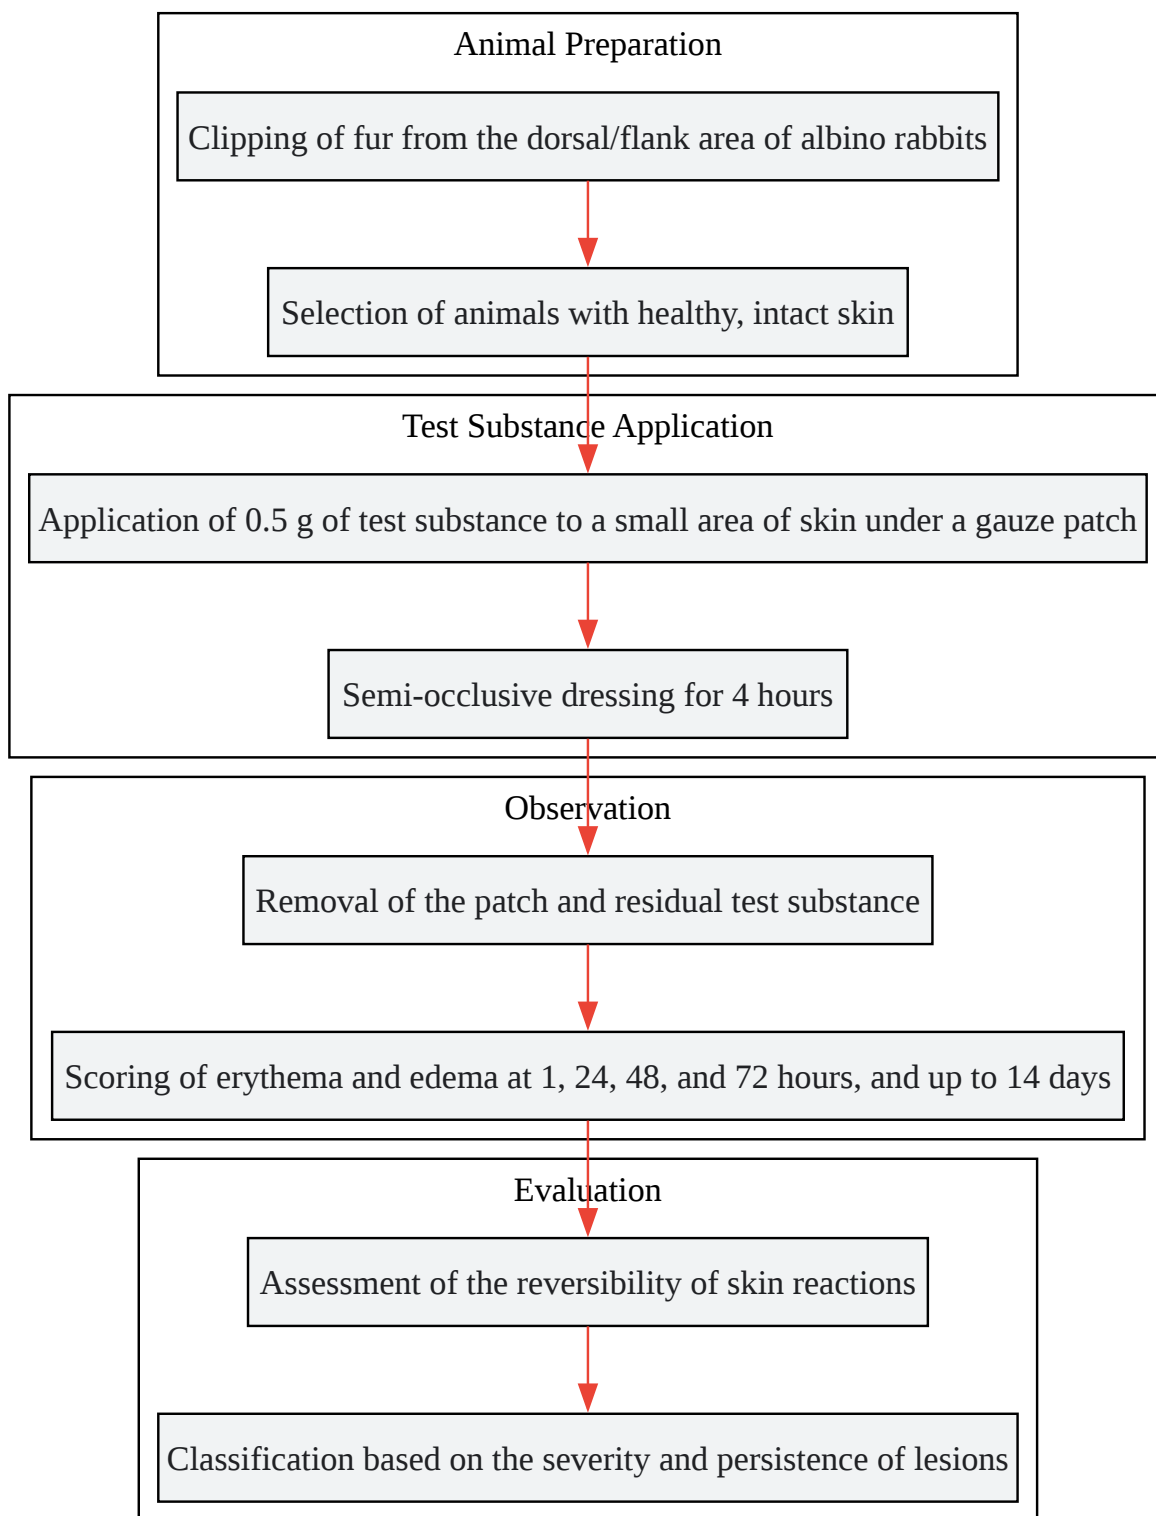 Animal Preparation
Clipping of fur from the dorsal/flank area of albino rabbits
Selection of animals with healthy, intact skin
Test Substance Application
Application of 0.5 g of test substance to a small area of skin under a gauze patch
Semi-occlusive dressing for 4 hours
Observation
Removal of the patch and residual test substance
Scoring of erythema and edema at 1, 24, 48, and 72 hours, and up to 14 days
Evaluation
Assessment of the reversibility of skin reactions
Classification based on the severity and persistence of lesions